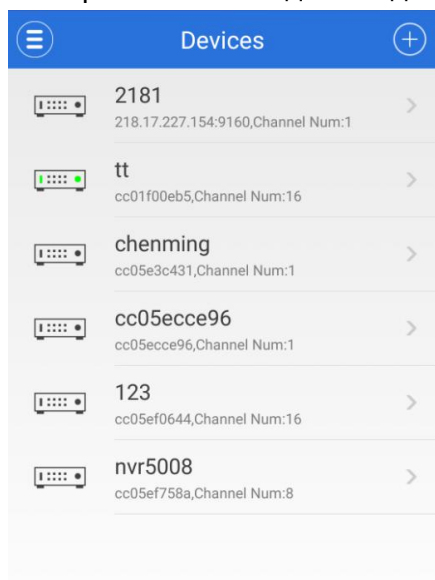 Devices
2181
218.17.227.154:9160,Channel Num:1
tt
cc01f00eb5,Channel Num:16
chenming
cc05e3c431,Channel Num:1
cc05ecce96
cc05ecce96,Channel Num:1
123
cc05ef0644,Channel Num:16
nvr5008
cc05ef758a,Channel Num:8